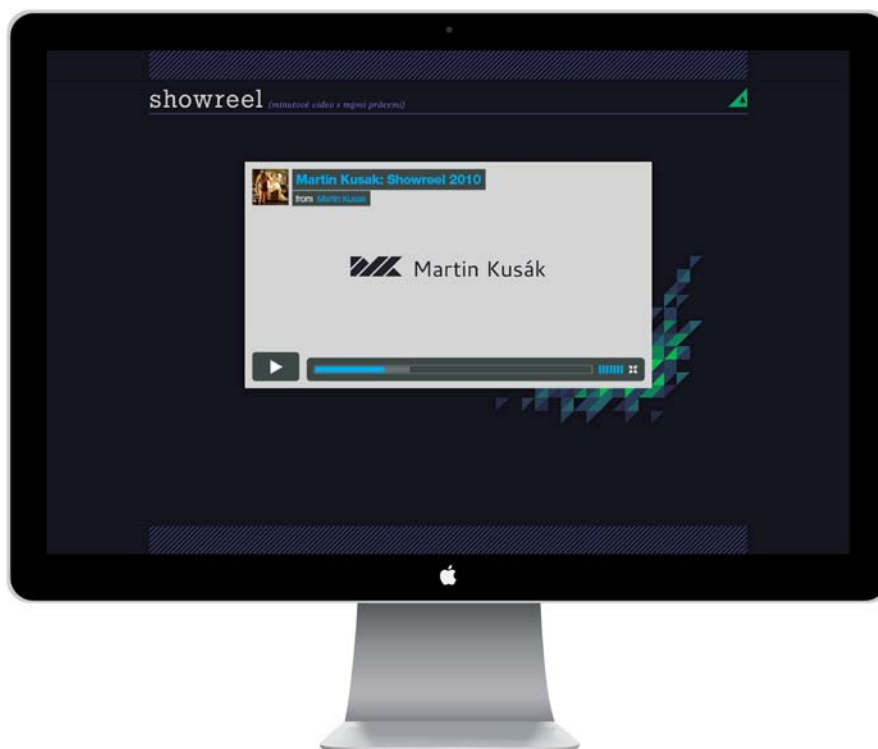 showreel (minutové video s mými pracemi)
Martin Kusak: Showreel 2010
from Martin Kusak
Martin Kusák